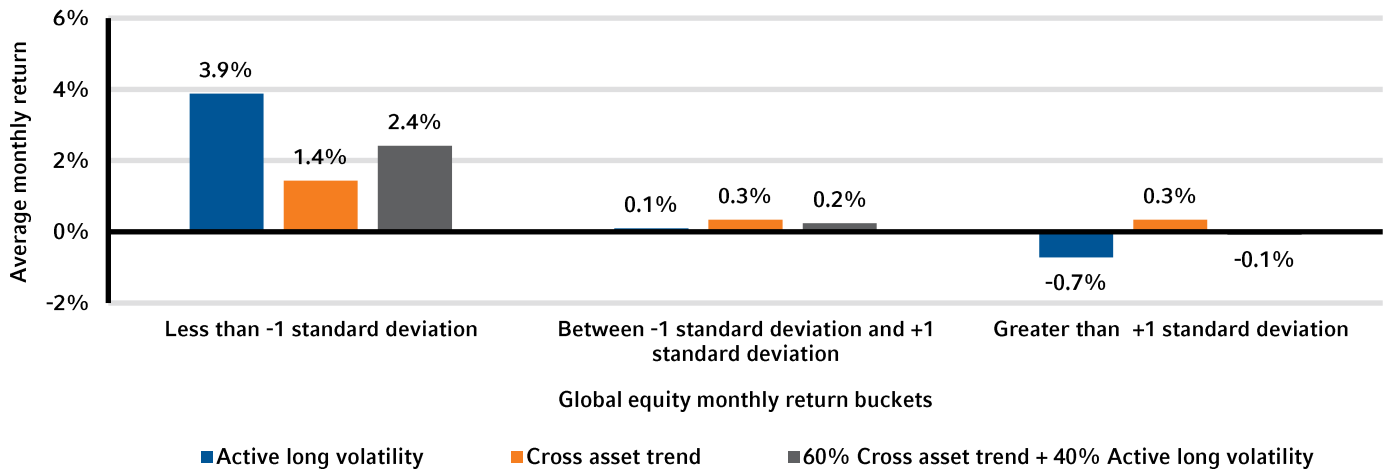 6%
4%
2%
0%
-2%
Average monthly return
3.9%
1.4%
2.4%
0.1%
0.3%
0.2%
-0.7%
0.3%
-0.1%
Less than -1 standard deviation
Between -1 standard deviation and +1
standard deviation
Greater than +1 standard deviation
Global equity monthly return buckets
Active long volatility
Cross asset trend
60% Cross asset trend + 40% Active long volatility